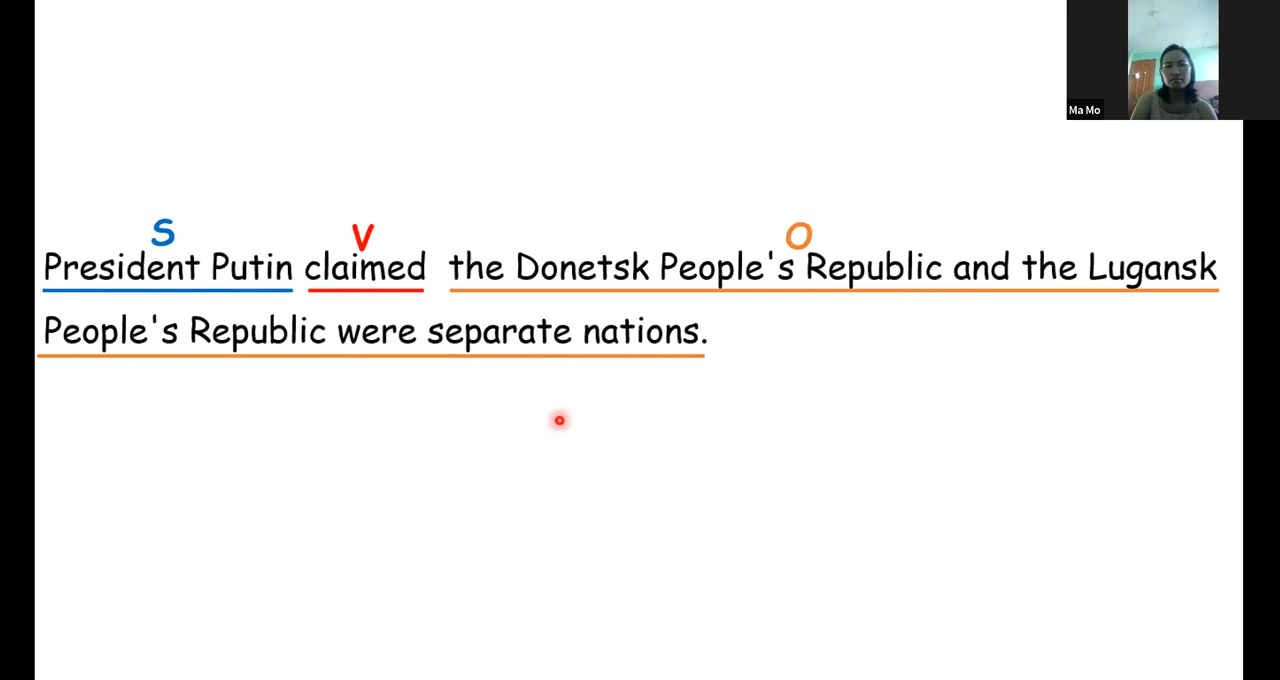 Ma Mo
S V O
President Putin claimed the Donetsk People's Republic and the Lugansk
People's Republic were separate nations.